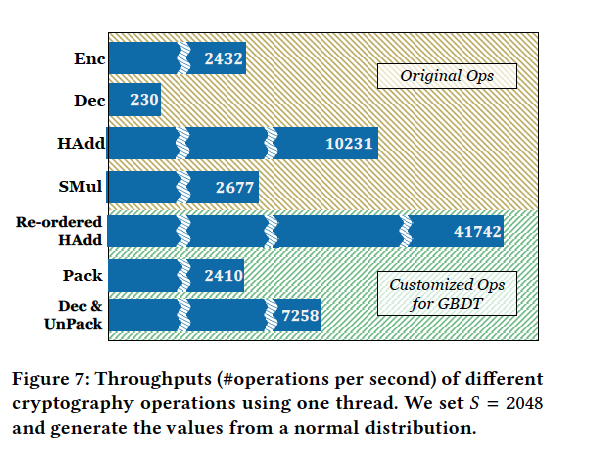 Enc 2432
Original Ops
Dec 230
HAdd 10231
SMul 2677
Re-ordered
HAdd 41742
Pack 2410
Customized Ops
for GBDT
Dec &
UnPack 7258
Figure 7: Throughputs (#operations per second) of different
cryptography operations using one thread. We set S = 2048
and generate the values from a normal distribution.